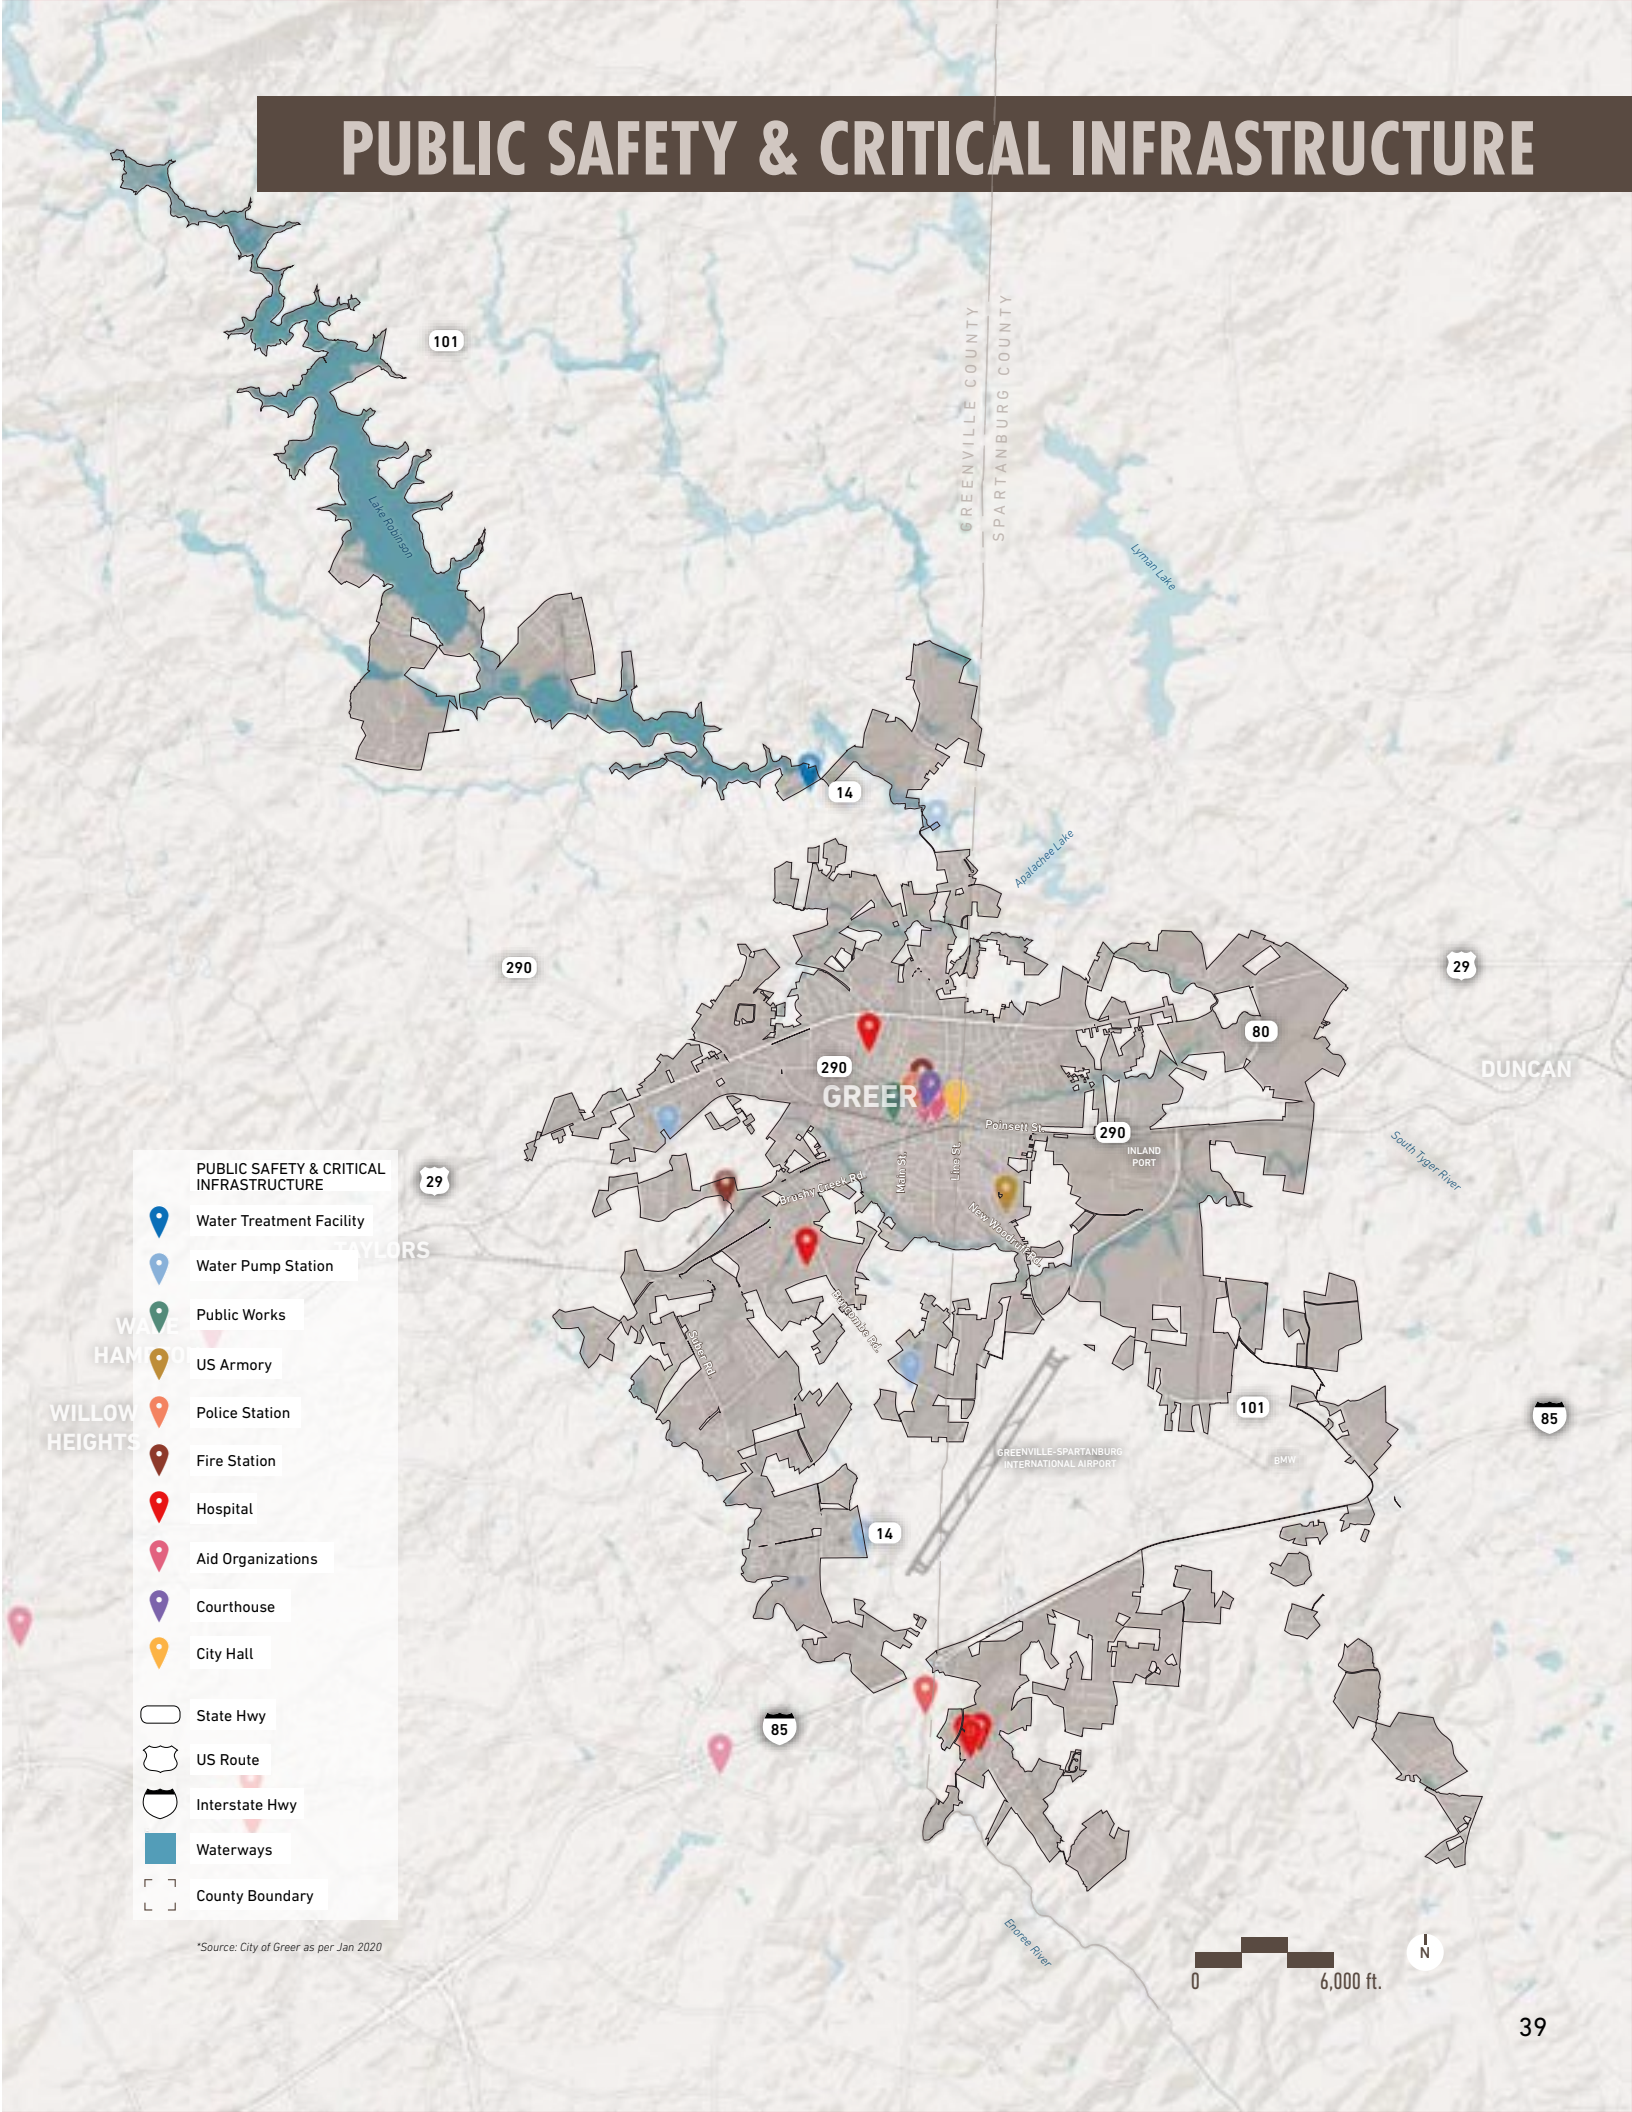 PUBLIC SAFETY & CRITICAL INFRASTRUCTURE
101
GREENVILLE COUNTY
SPARTANBURG COUNTY
Lake Robinson
Lyman Lake
14
Apalachee Lake
290
29
80
290
DUNCAN
GREER
Poinsett St.
290
INLAND
PORT
South Tyger River
Main St.
Line St.
Brushy Creek Rd.
New Woodruff Rd.
29
TAYLORS
Suber Rd.
101
85
GREENVILLE-SPARTANBURG
INTERNATIONAL AIRPORT
BMW
14
WILLOW
HEIGHTS
85
Enoree River
PUBLIC SAFETY & CRITICAL
INFRASTRUCTURE
Water Treatment Facility
Water Pump Station
Public Works
US Armory
Police Station
Fire Station
Hospital
Aid Organizations
Courthouse
City Hall
State Hwy
US Route
Interstate Hwy
Waterways
County Boundary
*Source: City of Greer as per Jan 2020
0
6,000 ft.
N
39